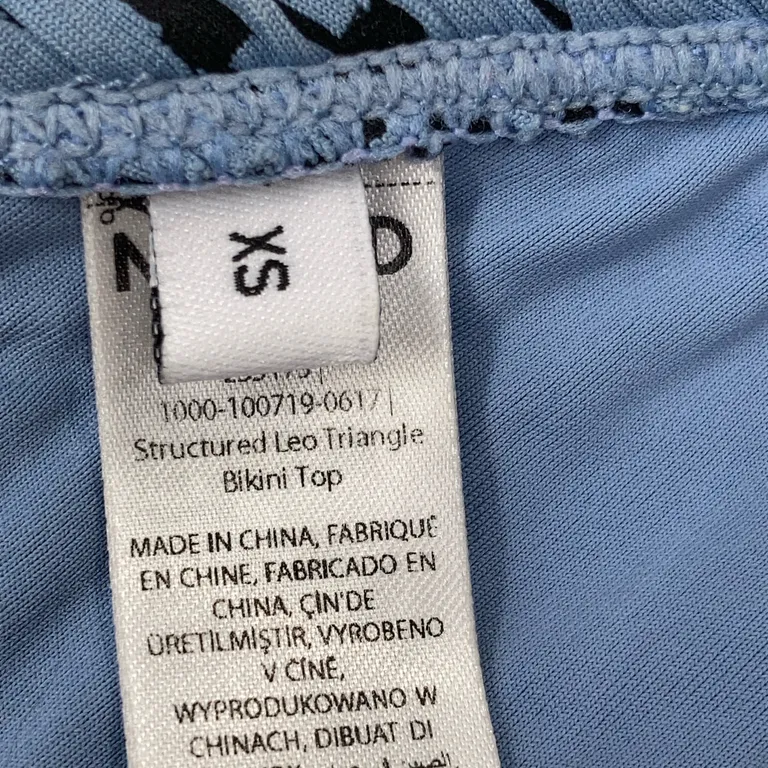 XS
1000-100719-0617 |
Structured Leo Triangle
Bikini Top
MADE IN CHINA, FABRIQUÉ
EN CHINE, FABRICADO EN
CHINA, ÇİN'DE
ÜRETİLMİŞTİR, VYROBENO
V ČÍNĚ,
WYPRODUKOWANO W
CHINACH, DIBUAT DI